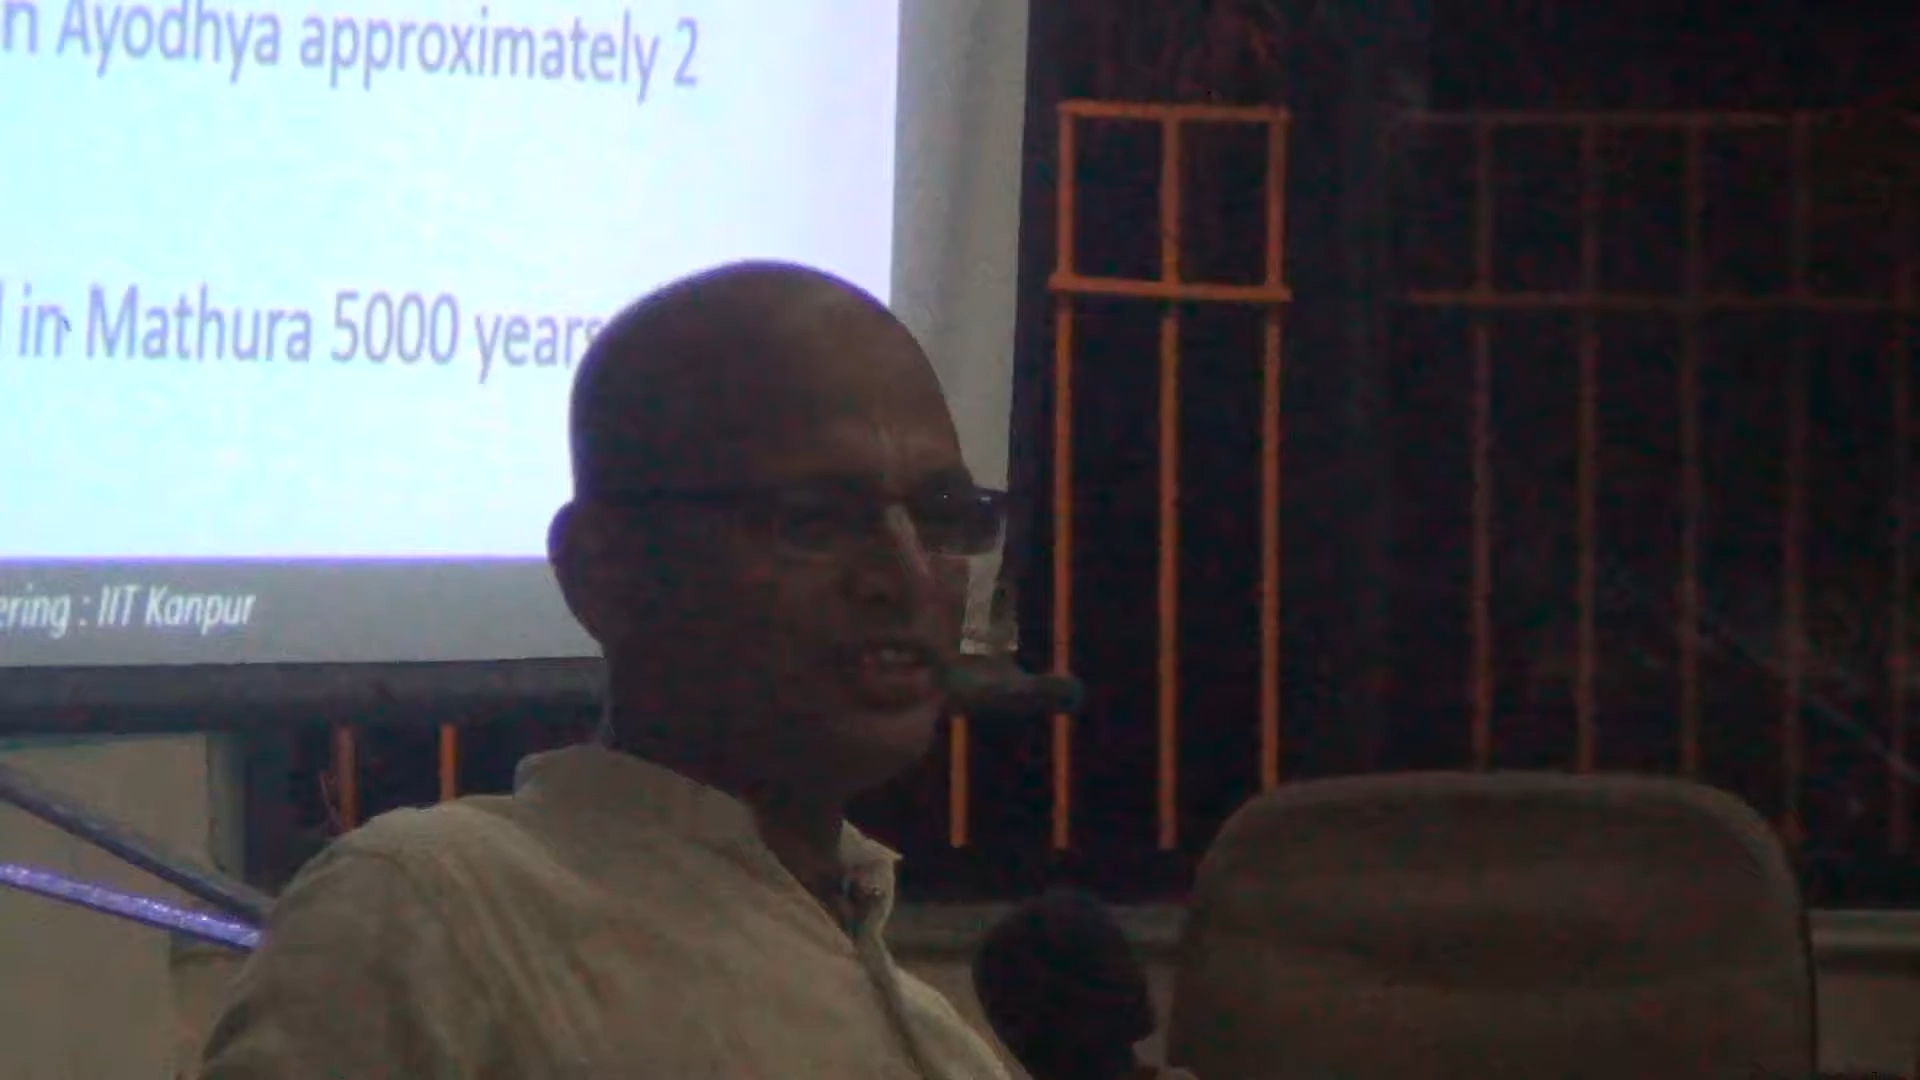 n Ayodhya approximately 2
in Mathura 5000 years
ering : IIT Kanpur